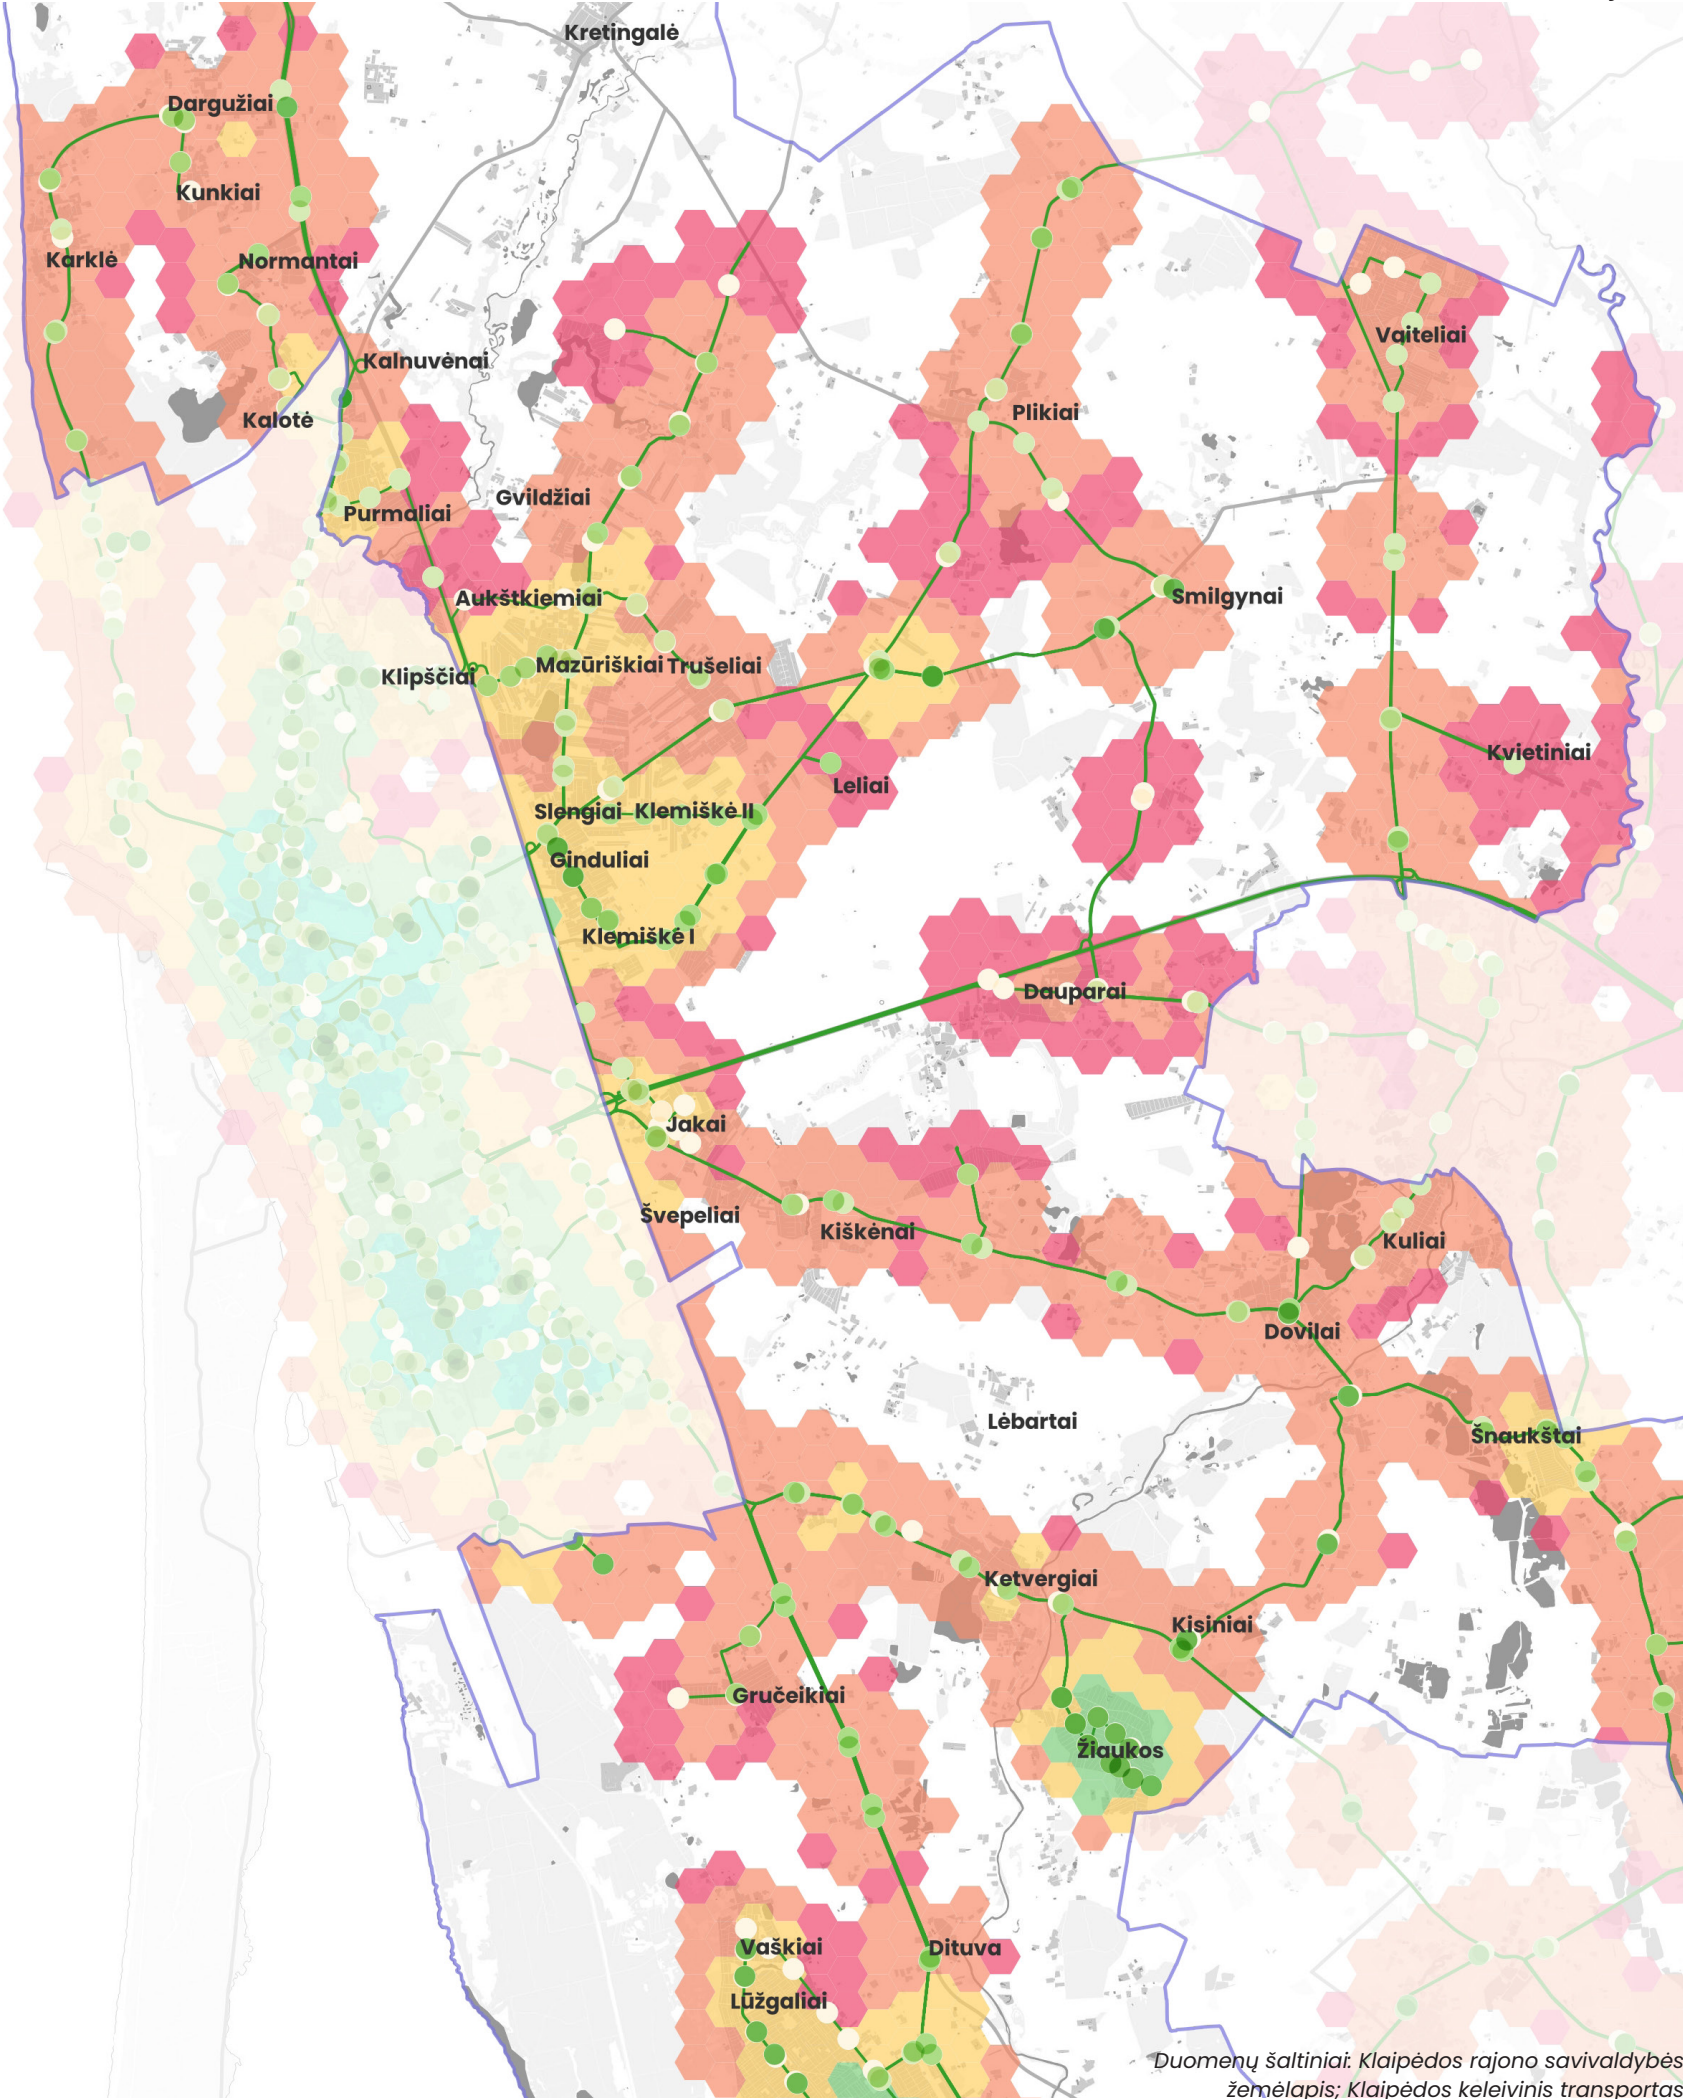 Kretingalė
Dargužiai
Kunkiai
Karklė
Normantai
Vaiteliai
Kalnuvėnai
Kalotė
Plikiai
Gvildžiai
Purmaliai
Aukštkiemiai
Smilgynai
Klipščiai
Mazūriškiai
Trušeliai
Kvietiniai
Leliai
Slengiai
Klemiškė II
Ginduliai
Klemiškė I
Dauparai
Jakai
Švepeliai
Kiškėnai
Kuliai
Dovilai
Lėbartai
Šnaukštai
Ketvergiai
Kisiniai
Gručeikiai
Žiaukos
Vaškiai
Dituva
Lūžgaliai
Duomenų šaltiniai: Klaipėdos rajono savivaldybės
žemėlapis; Klaipėdos keleivinis transportas